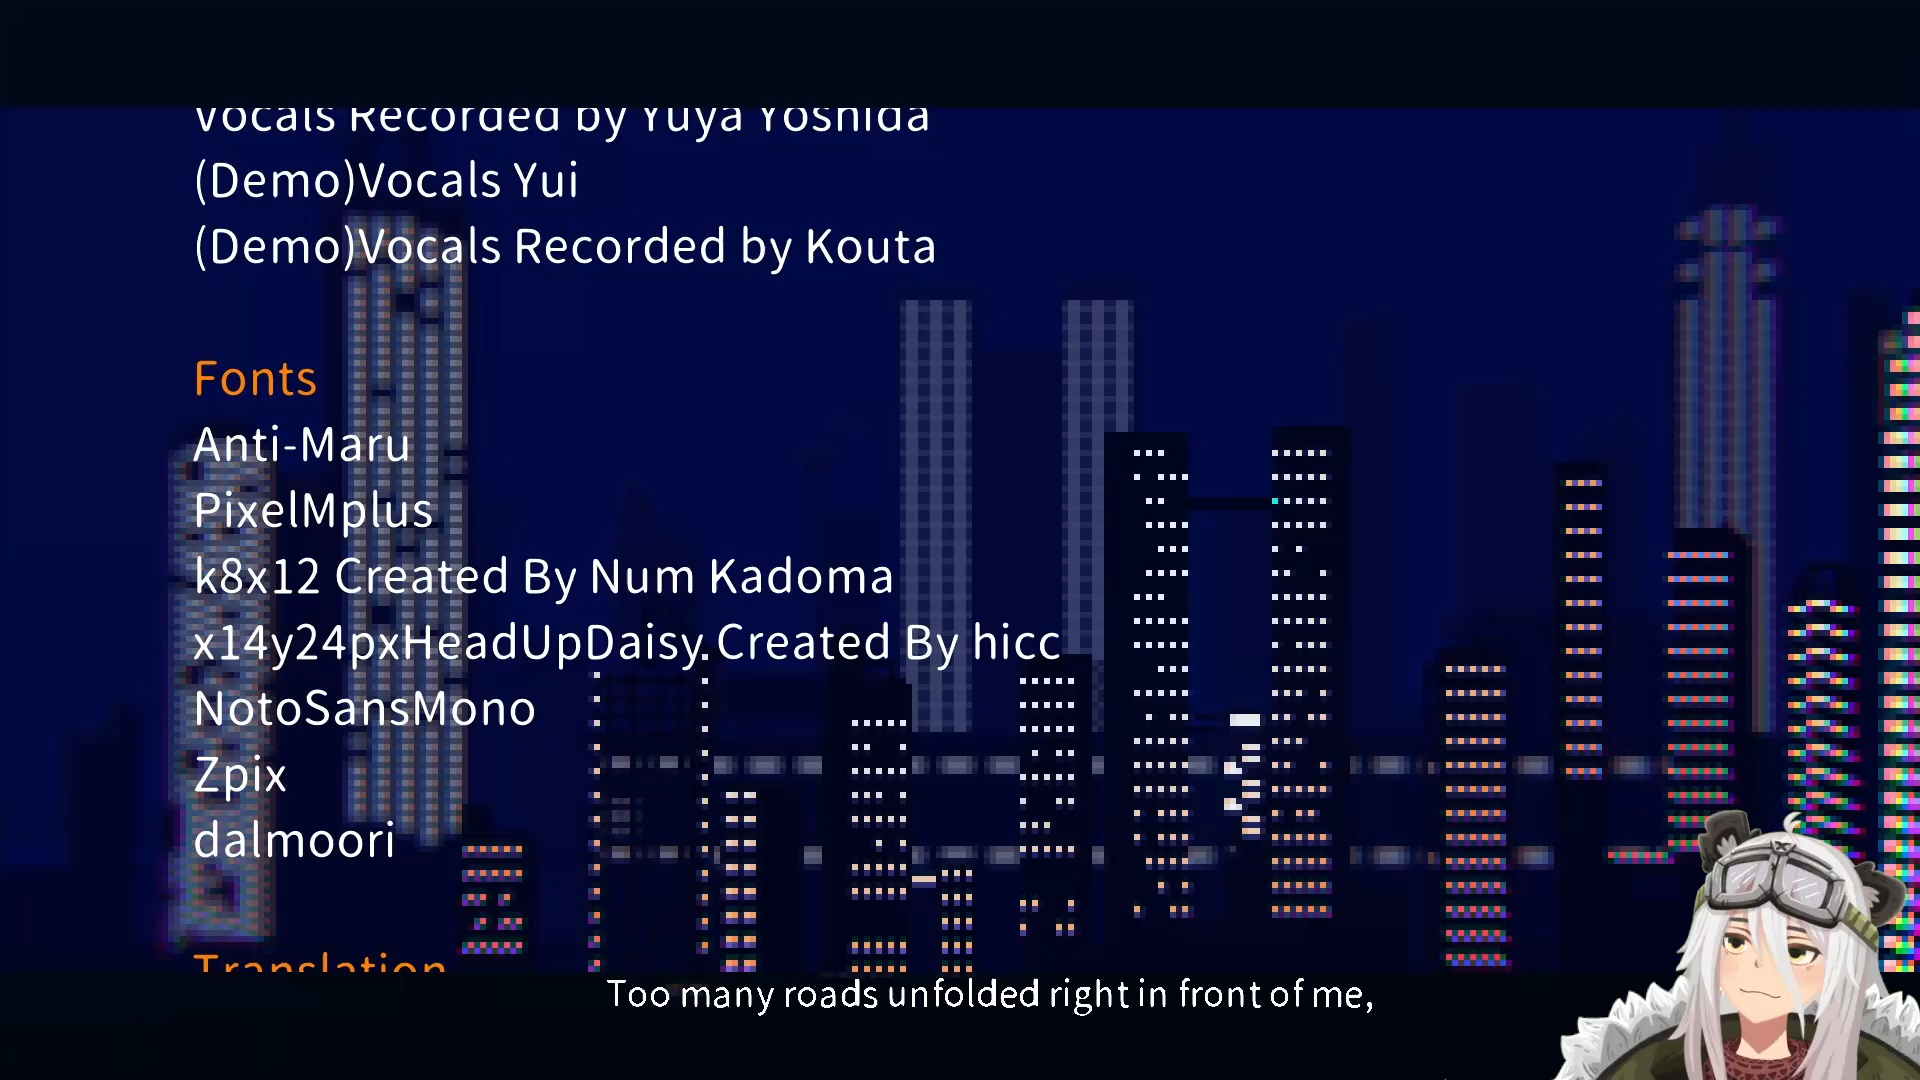 Vocals Recorded by Yuya Yoshida
(Demo)Vocals Yui
(Demo)Vocals Recorded by Kouta
Fonts
Anti-Maru
PixelMplus
k8x12 Created By Num Kadoma
x14y24pxHeadUpDaisy Created By hicc
NotoSansMono
Zpix
dalmoori
Translation
Too many roads unfolded right in front of me,